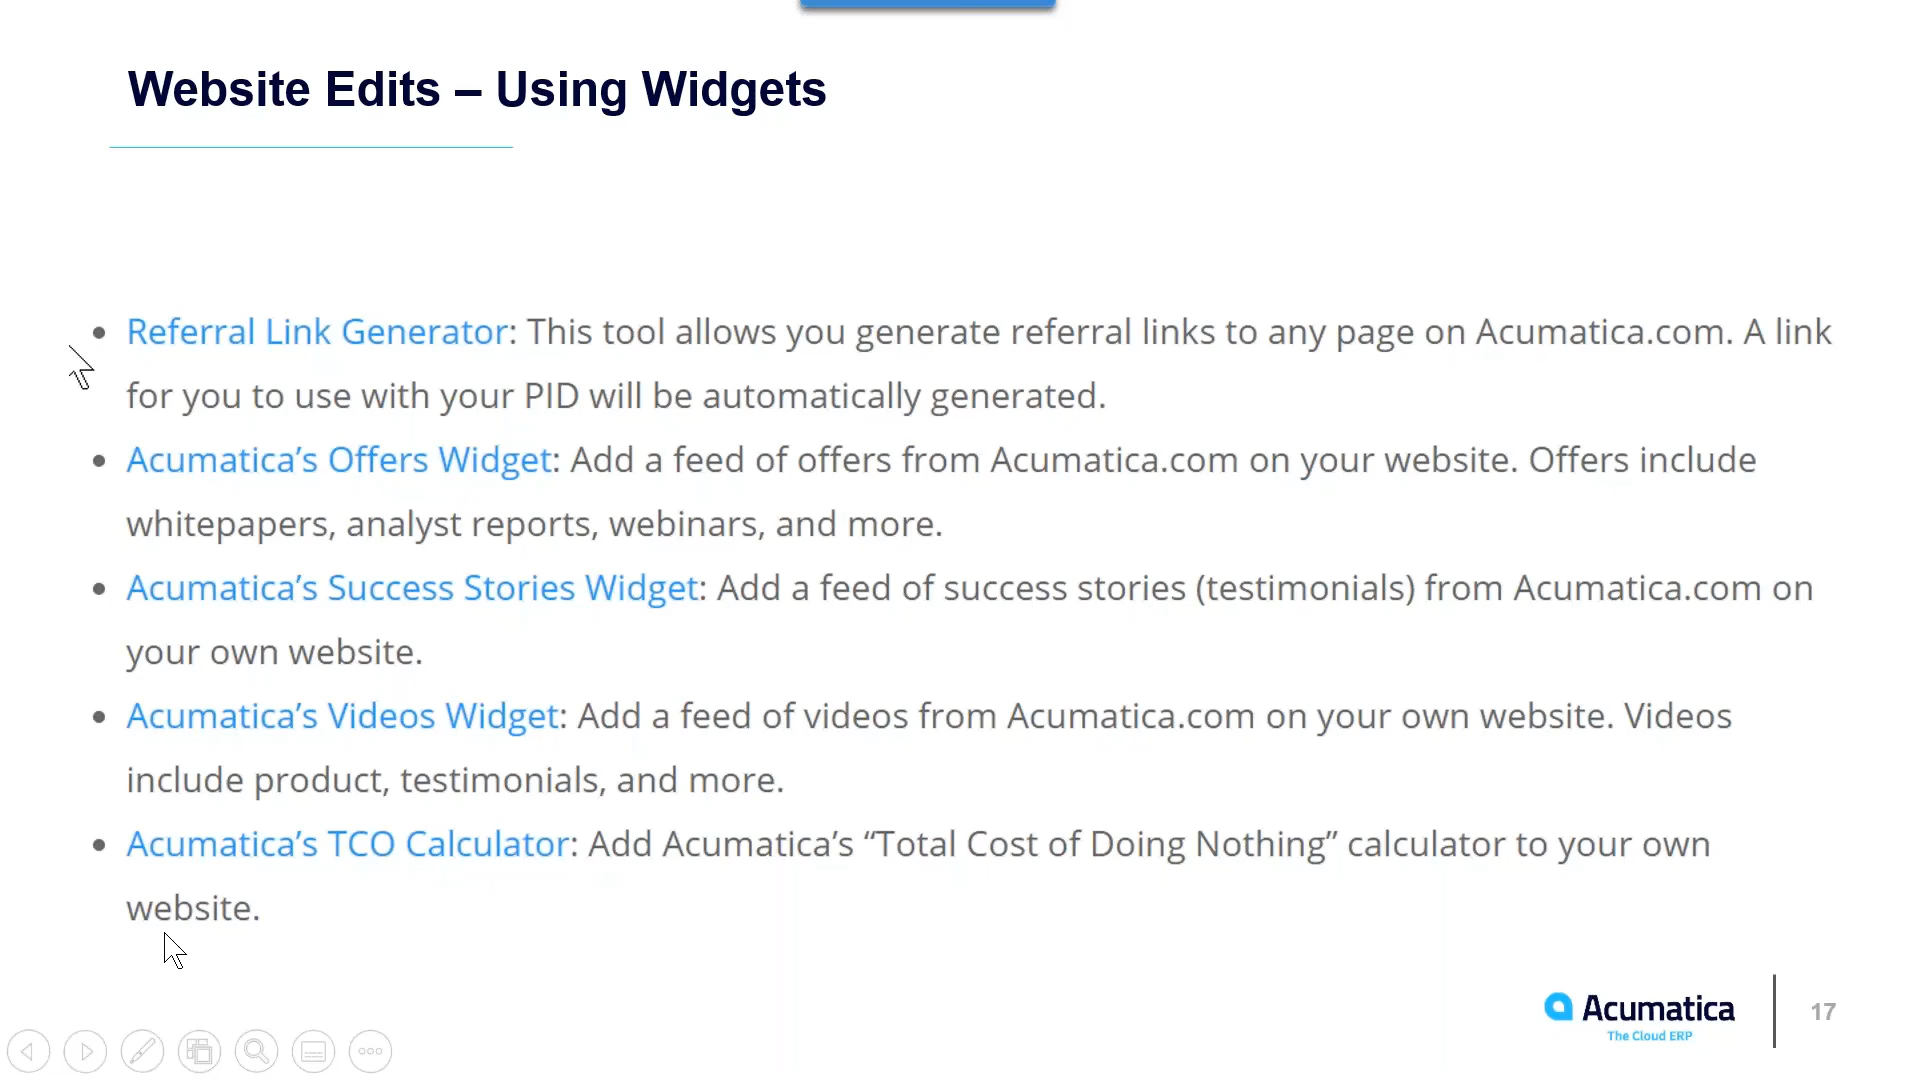 Website Edits – Using Widgets
• Referral Link Generator: This tool allows you generate referral links to any page on Acumatica.com. A link
for you to use with your PID will be automatically generated.
• Acumatica’s Offers Widget: Add a feed of offers from Acumatica.com on your website. Offers include
whitepapers, analyst reports, webinars, and more.
• Acumatica’s Success Stories Widget: Add a feed of success stories (testimonials) from Acumatica.com on
your own website.
• Acumatica’s Videos Widget: Add a feed of videos from Acumatica.com on your own website. Videos
include product, testimonials, and more.
• Acumatica’s TCO Calculator: Add Acumatica’s “Total Cost of Doing Nothing” calculator to your own
website.
Acumatica
The Cloud ERP
17